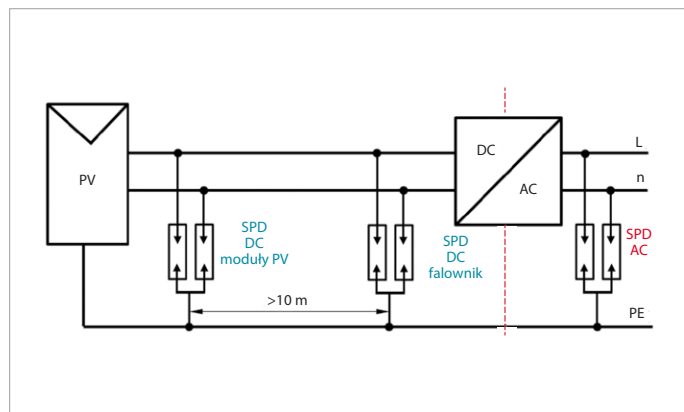 PV
DC
AC
L
n
SPD
DC
moduły PV
SPD
DC
falownik
SPD
AC
>10 m
PE